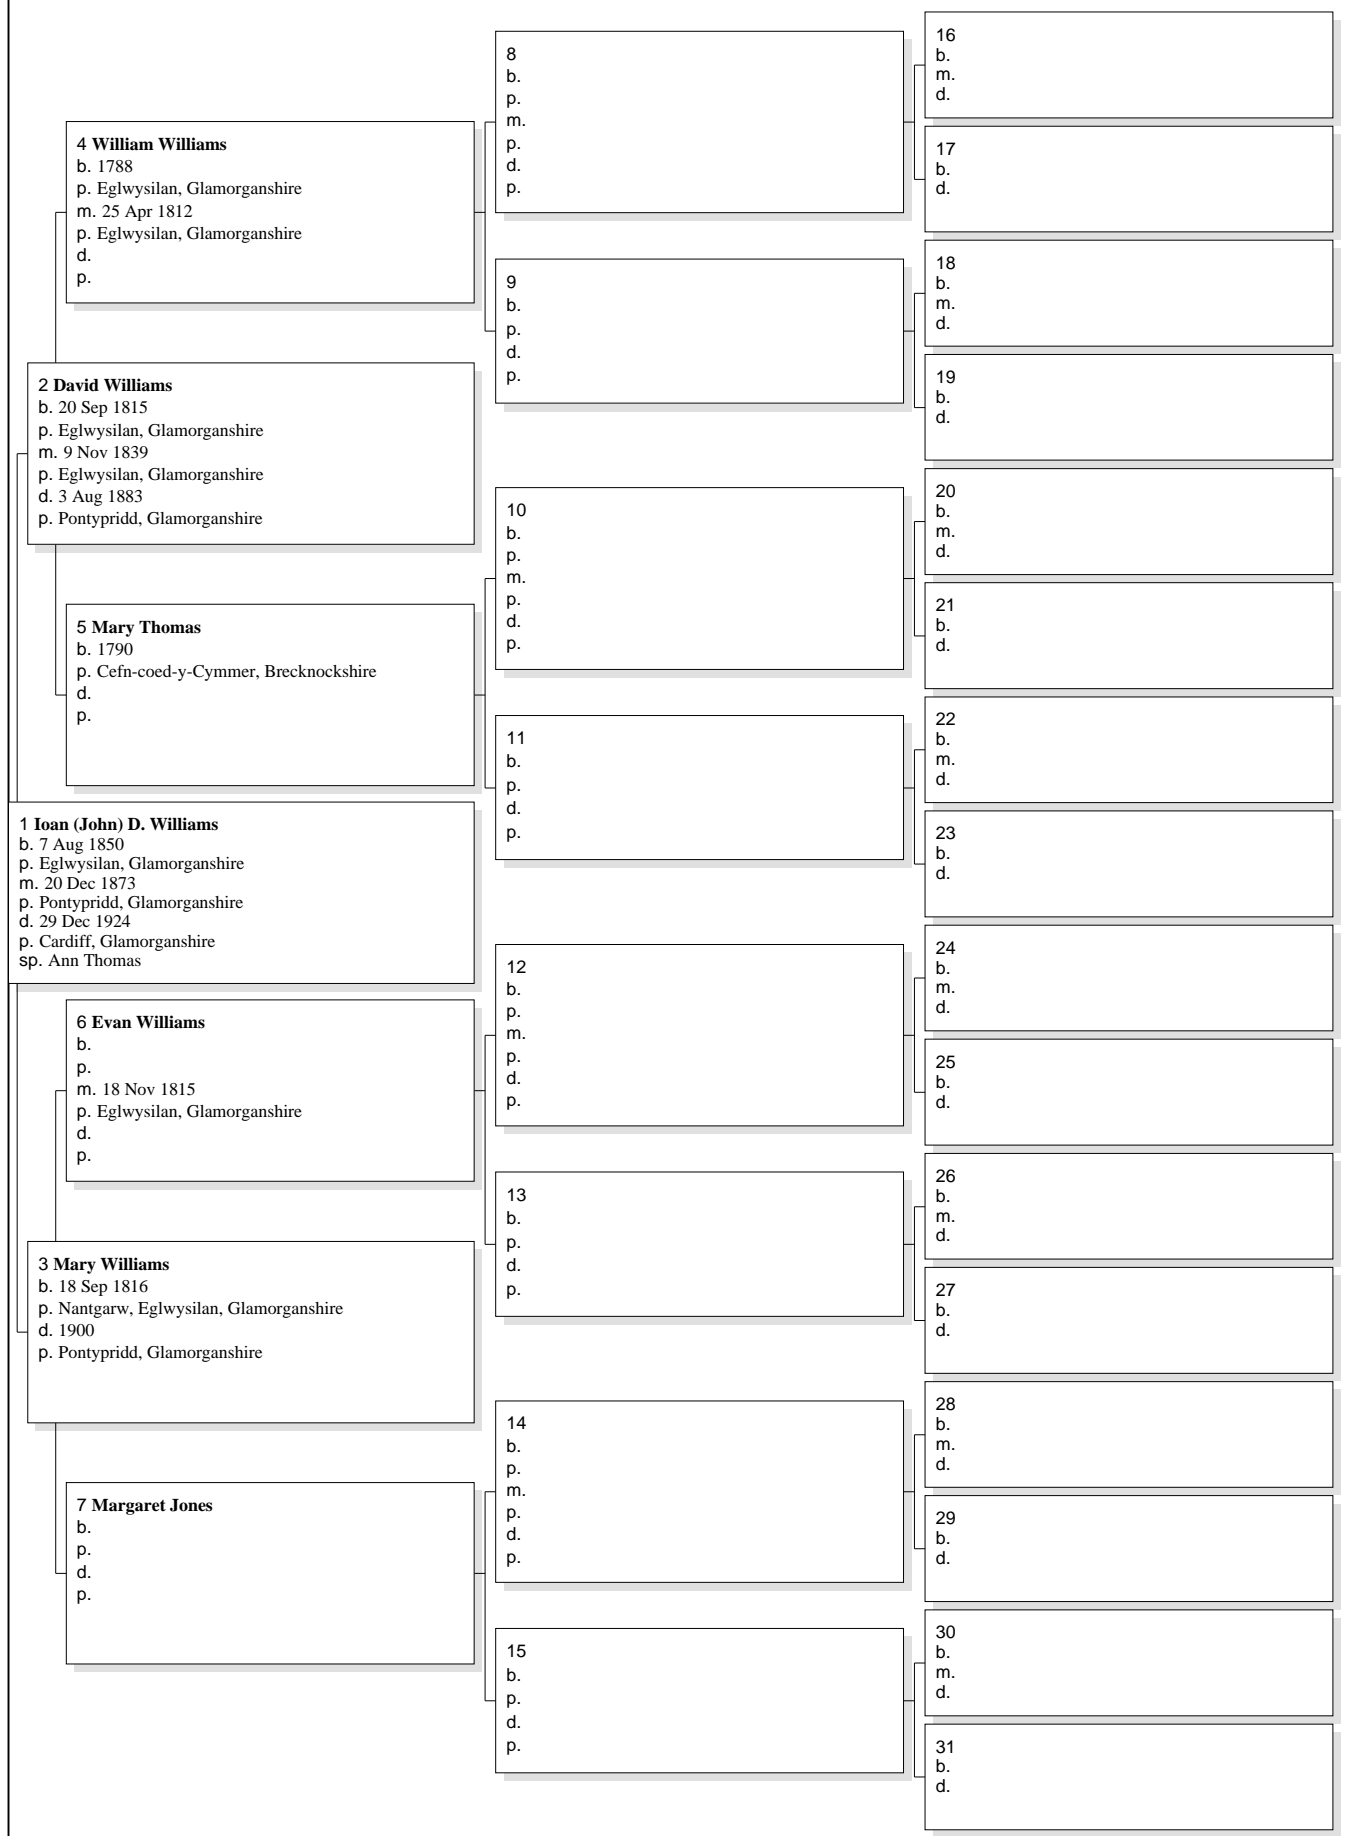 4 William Williams
b. 1788
p. Eglwysilan, Glamorganshire
m. 25 Apr 1812
p. Eglwysilan, Glamorganshire
d.
p.
2 David Williams
b. 20 Sep 1815
p. Eglwysilan, Glamorganshire
m. 9 Nov 1839
p. Eglwysilan, Glamorganshire
d. 3 Aug 1883
p. Pontypridd, Glamorganshire
5 Mary Thomas
b. 1790
p. Cefn-coed-y-Cymmer, Brecknockshire
d.
p.
1 Ioan (John) D. Williams
b. 7 Aug 1850
p. Eglwysilan, Glamorganshire
m. 20 Dec 1873
p. Pontypridd, Glamorganshire
d. 29 Dec 1924
p. Cardiff, Glamorganshire
sp. Ann Thomas
6 Evan Williams
b.
p.
m. 18 Nov 1815
p. Eglwysilan, Glamorganshire
d.
p.
3 Mary Williams
b. 18 Sep 1816
p. Nantgarw, Eglwysilan, Glamorganshire
d. 1900
p. Pontypridd, Glamorganshire
7 Margaret Jones
b.
p.
d.
p.
8
b.
p.
m.
p.
d.
p.
9
b.
p.
d.
p.
10
b.
p.
m.
p.
d.
p.
11
b.
p.
d.
p.
12
b.
p.
m.
p.
d.
p.
13
b.
p.
d.
p.
14
b.
p.
m.
p.
d.
p.
15
b.
p.
d.
p.
16
b.
m.
d.
17
b.
d.
18
b.
m.
d.
19
b.
d.
20
b.
m.
d.
21
b.
d.
22
b.
m.
d.
23
b.
d.
24
b.
m.
d.
25
b.
d.
26
b.
m.
d.
27
b.
d.
28
b.
m.
d.
29
b.
d.
30
b.
m.
d.
31
b.
d.